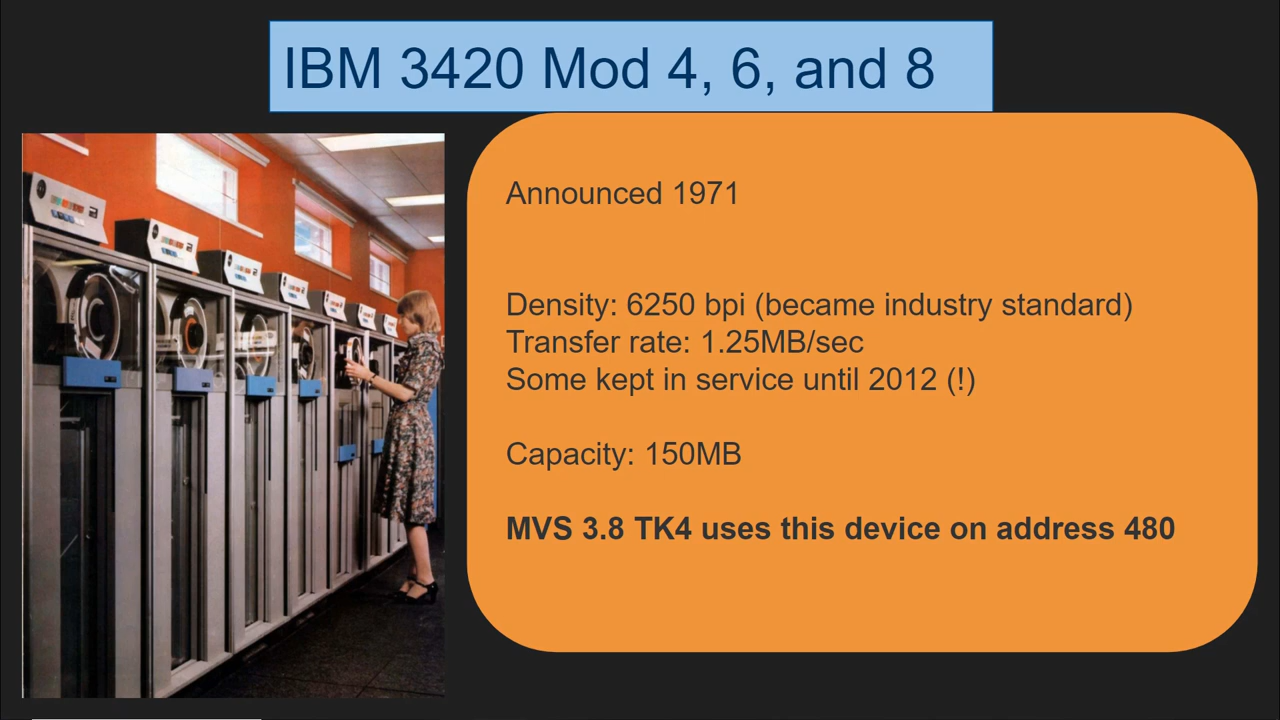 IBM 3420 Mod 4, 6, and 8
Announced 1971
Density: 6250 bpi (became industry standard)
Transfer rate: 1.25MB/sec
Some kept in service until 2012 (!)
Capacity: 150MB
MVS 3.8 TK4 uses this device on address 480